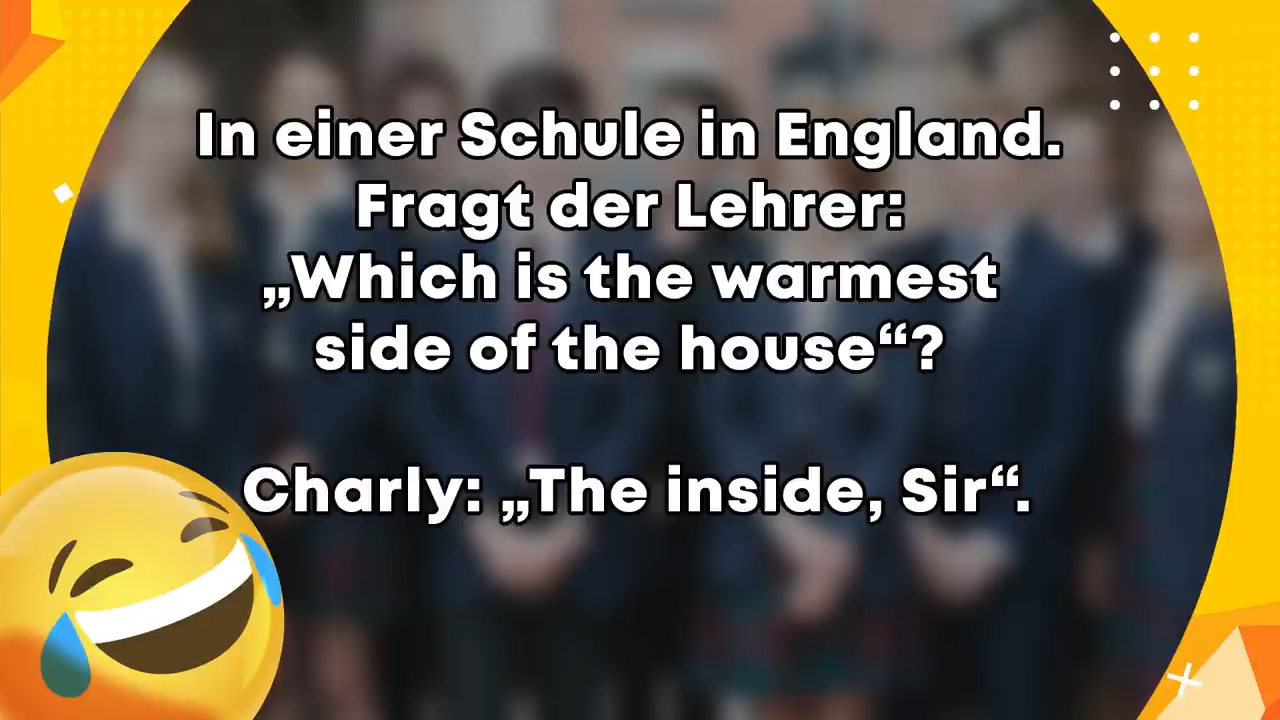 In einer Schule in England.
Fragt der Lehrer:
„Which is the warmest
side of the house“?
Charly: „The inside, Sir“.